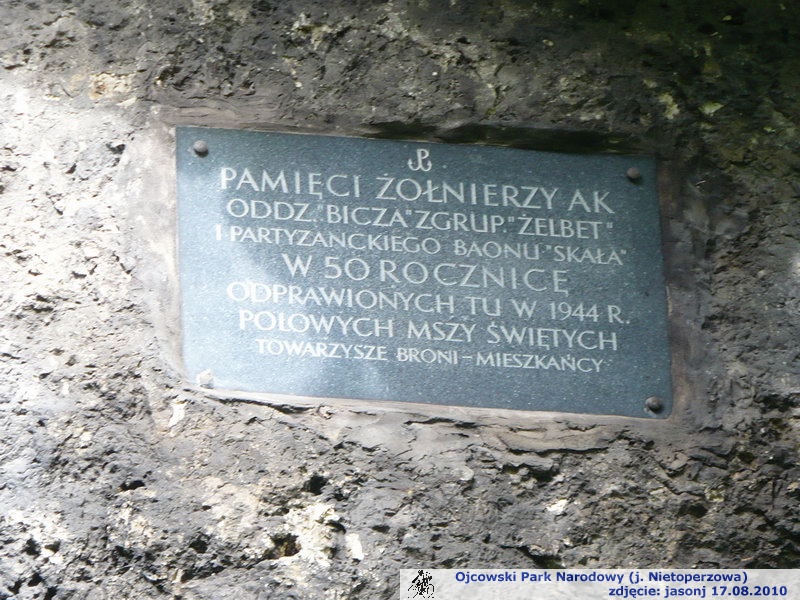 PAMIĘCI ŻOŁNIERZY AK
ODDZ. "BICZA" ZGRUP. "ŻELBET"
I PARTYZANCKIEGO BAONU "SKAŁA"
W 50 ROCZNICĘ
ODPRAWIONYCH TU W 1944 R.
POLOWYCH MSZY ŚWIĘTYCH
TOWARZYSZE BRONI – MIESZKAŃCY
Ojcowski Park Narodowy (j. Nietoperzowa)
zdjęcie: jasonj 17.08.2010